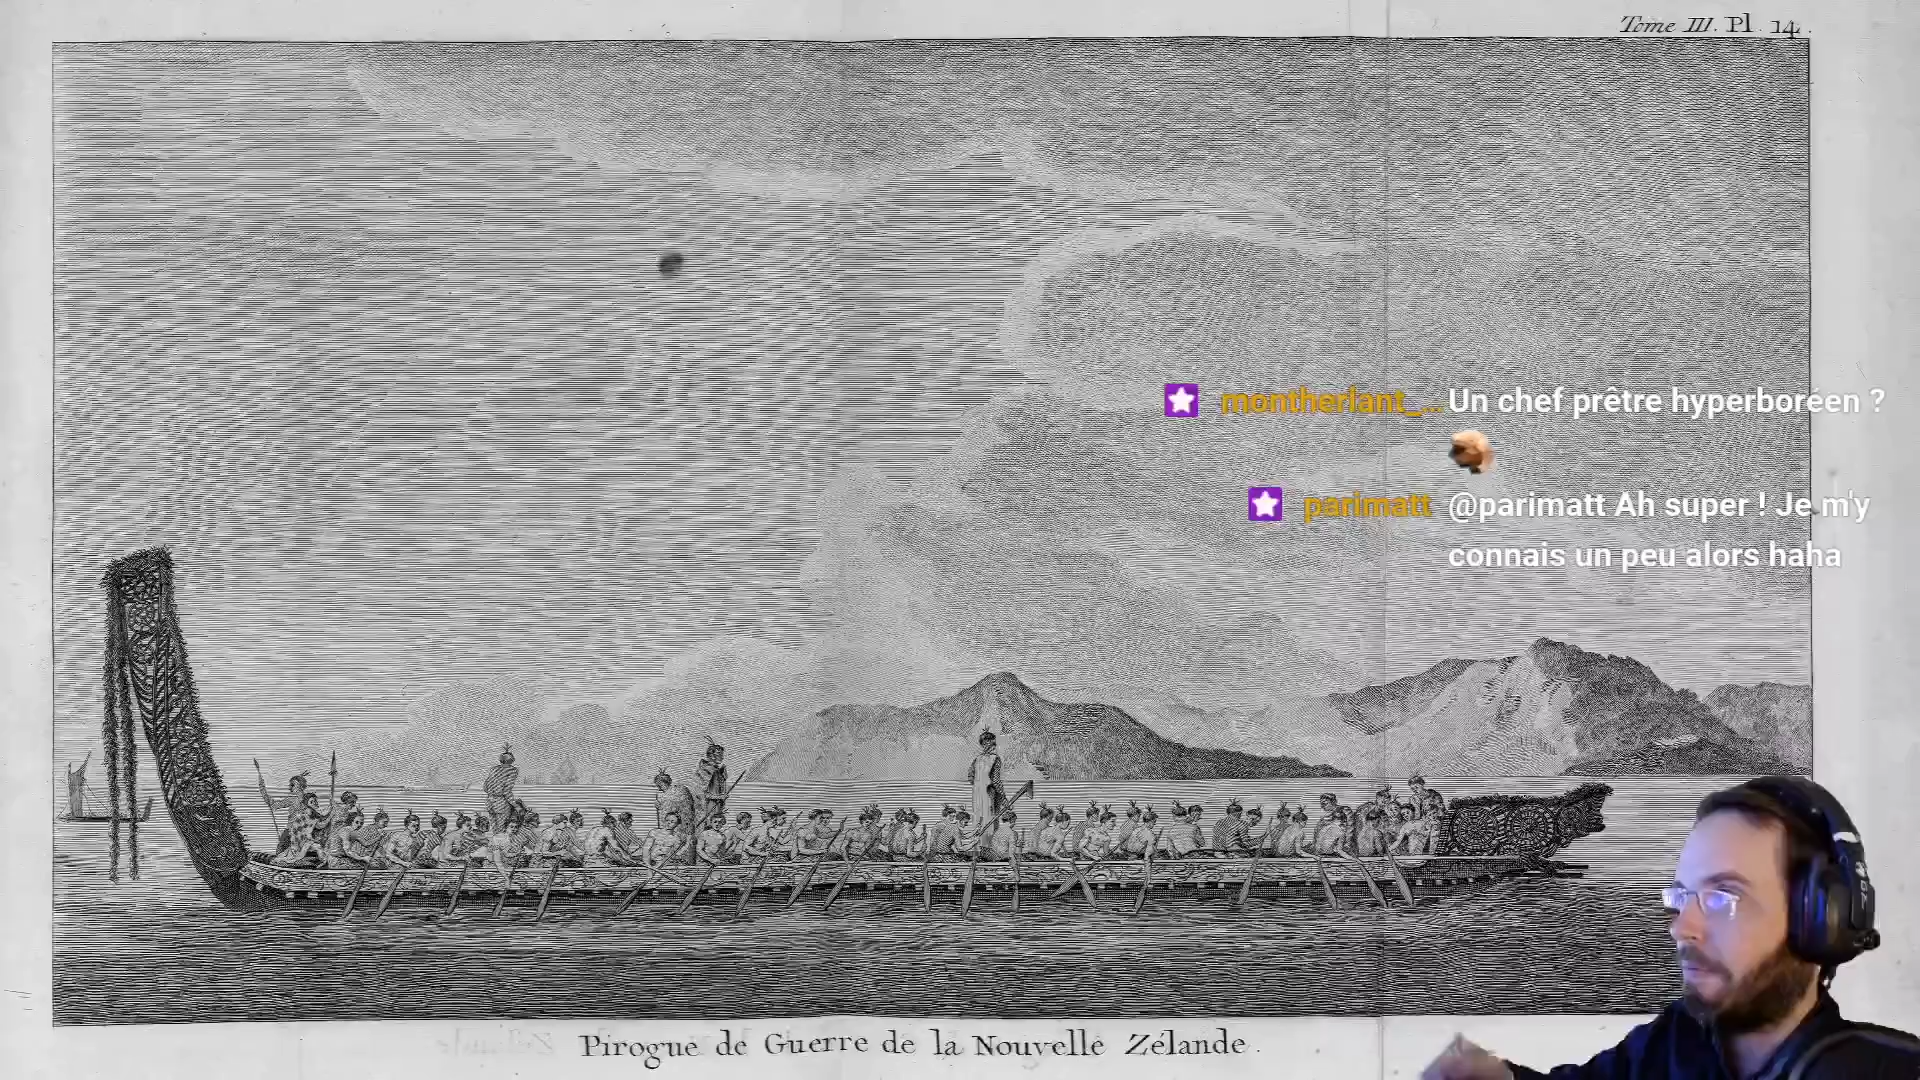 Tome III. Pl. 14.
montherlant_... Un chef prêtre hyperboréen ?
parimatt @parimatt Ah super ! Je m'y
connais un peu alors haha
Pirogue de Guerre de la Nouvelle Zélande.